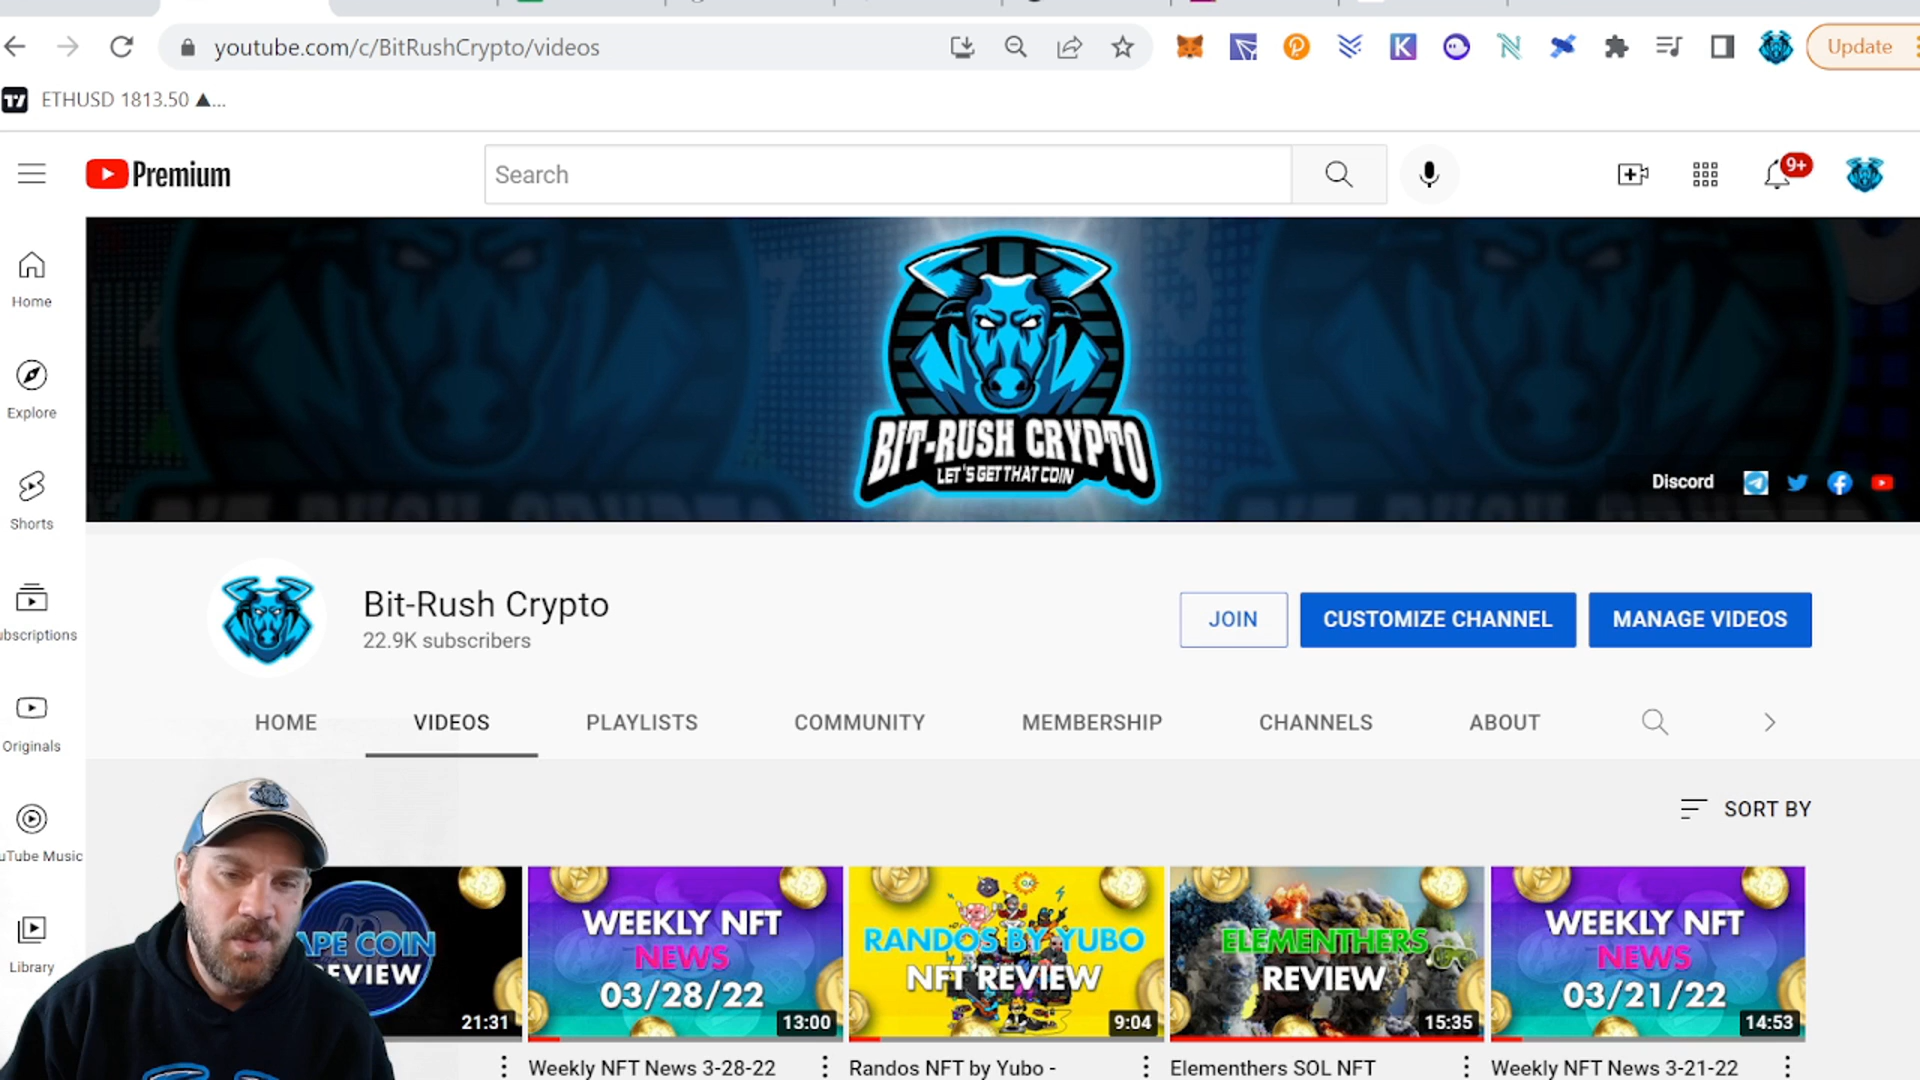 youtube.com/c/BitRushCrypto/videos
Update
ETHUSD 1813.50 ▲...
Premium
Search
9+
Home
Explore
Shorts
ubscriptions
Originals
uTube Music
Library
BIT-RUSH CRYPTO
LET'S GET THAT COIN
Discord
Bit-Rush Crypto
22.9K subscribers
JOIN
CUSTOMIZE CHANNEL
MANAGE VIDEOS
HOME
VIDEOS
PLAYLISTS
COMMUNITY
MEMBERSHIP
CHANNELS
ABOUT
SORT BY
APE COIN
REVIEW
21:31
WEEKLY NFT
NEWS
03/28/22
13:00
RANDOS BY YUBO
NFT REVIEW
9:04
ELEMENTHERS
REVIEW
15:35
WEEKLY NFT
NEWS
03/21/22
14:53
Weekly NFT News 3-28-22
Randos NFT by Yubo -
Elementhers SOL NFT
Weekly NFT News 3-21-22